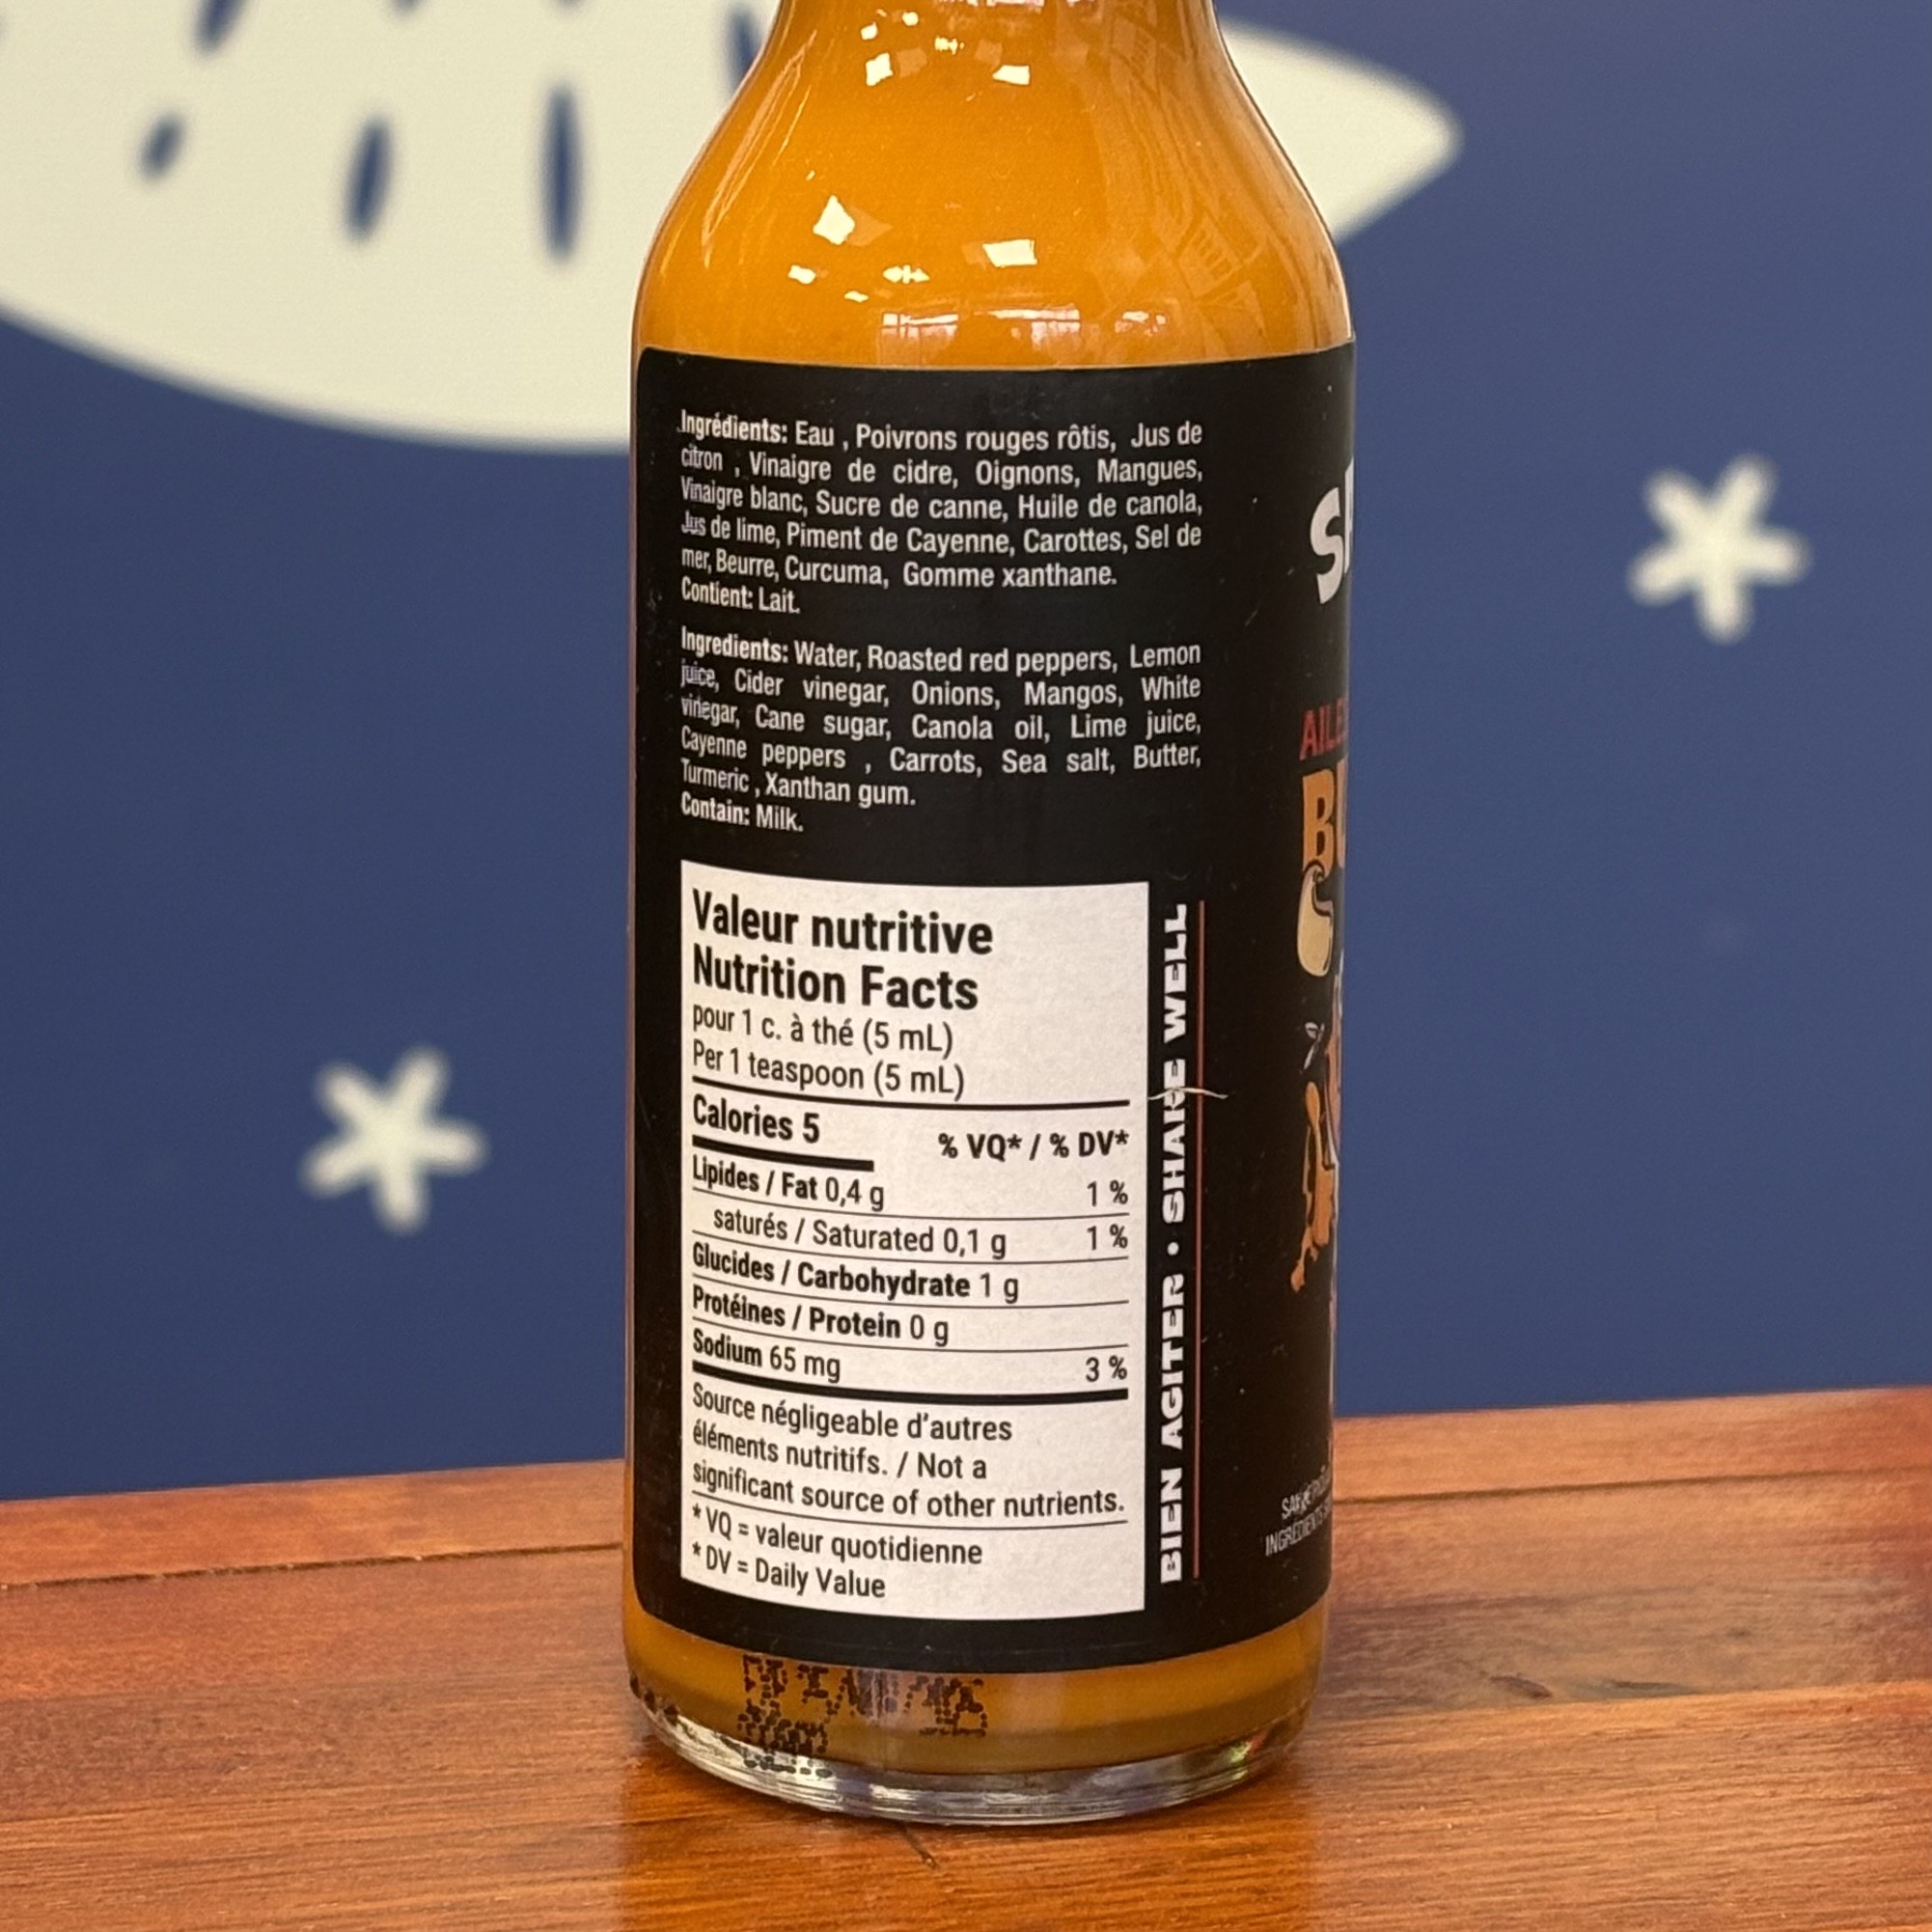 Ingrédients: Eau , Poivrons rouges rôtis, Jus de
citron , Vinaigre de cidre, Oignons, Mangues,
Vinaigre blanc, Sucre de canne, Huile de canola,
Jus de lime, Piment de Cayenne, Carottes, Sel de
mer, Beurre, Curcuma, Gomme xanthane.
Contient: Lait.
Ingredients: Water, Roasted red peppers, Lemon
juice, Cider vinegar, Onions, Mangos, White
vinegar, Cane sugar, Canola oil, Lime juice,
Cayenne peppers , Carrots, Sea salt, Butter,
Turmeric , Xanthan gum.
Contain: Milk.
Valeur nutritive
Nutrition Facts
pour 1 c. à thé (5 mL)
Per 1 teaspoon (5 mL)
Calories 5
% VQ* / % DV*
Lipides / Fat 0,4 g 1 %
saturés / Saturated 0,1 g 1 %
Glucides / Carbohydrate 1 g
Protéines / Protein 0 g
Sodium 65 mg 3 %
Source négligeable d'autres
éléments nutritifs. / Not a
significant source of other nutrients.
* VQ = valeur quotidienne
* DV = Daily Value
BIEN AGITER • SHAKE WELL